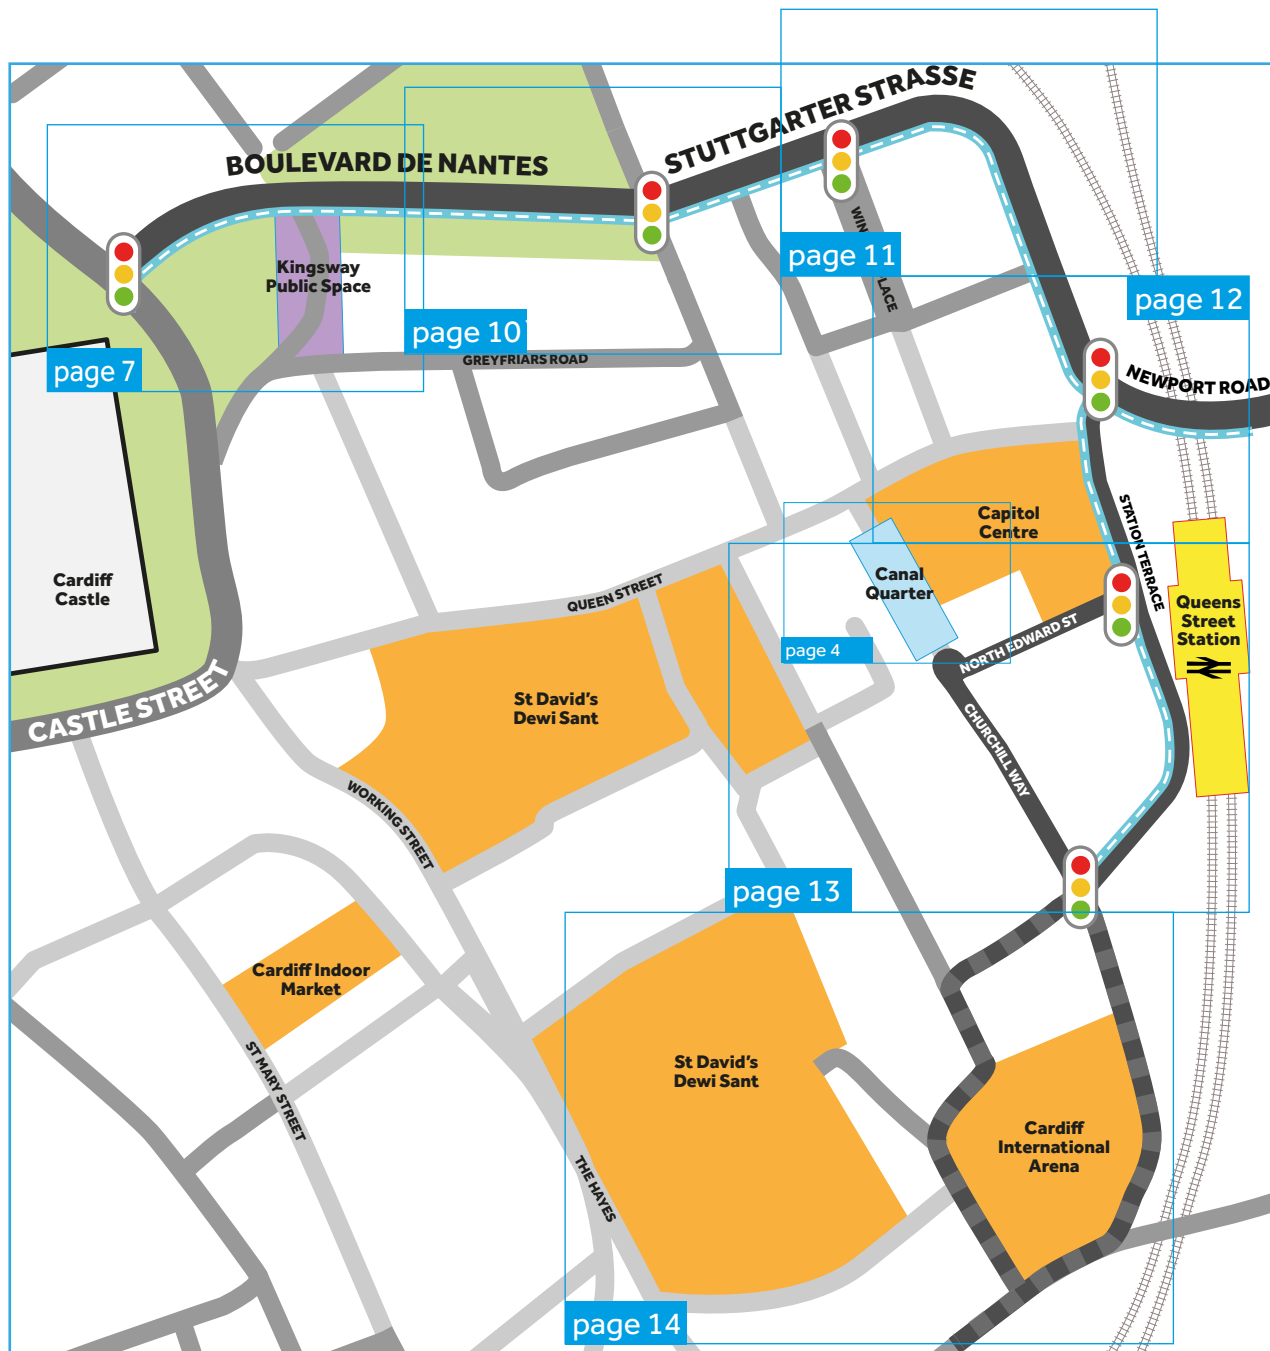 STUTTGARTER STRASSE
BOULEVARD DE NANTES
page 11
Kingsway
Public Space
page 12
page 10
GREYFRIARS ROAD
page 7
NEWPORT ROAD
Capitol
Centre
STATION TERRACE
Cardiff
Castle
QUEEN STREET
Canal
Quarter
page 4
NORTH EDWARD ST
Queens
Street
Station
CASTLE STREET
St David's
Dewi Sant
CHURCHILL WAY
WORKING STREET
page 13
Cardiff Indoor
Market
ST MARY STREET
St David's
Dewi Sant
Cardiff
International
Arena
THE HAYES
page 14